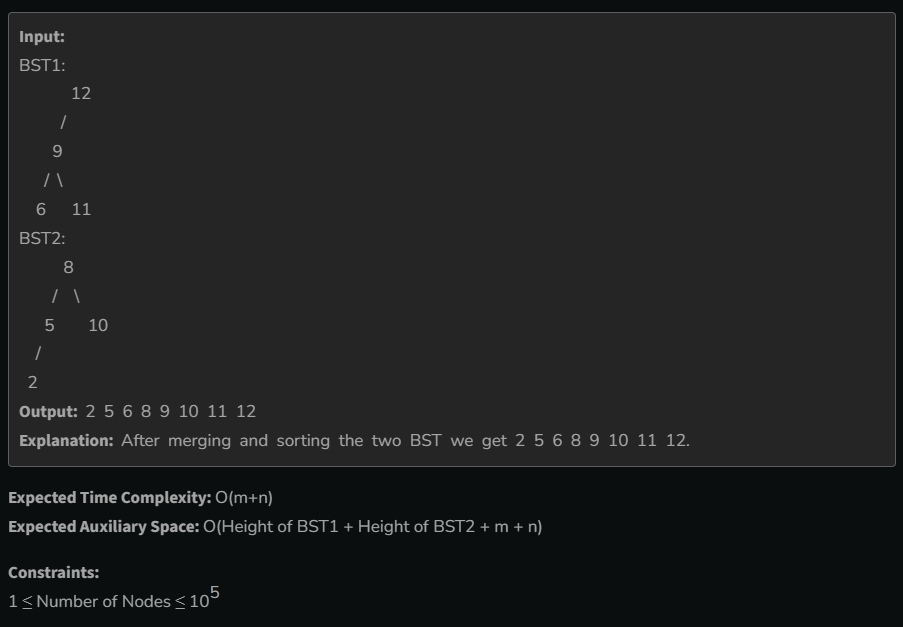 Input:
BST1:
12
/
9
/ \
6 11
BST2:
8
/ \
5 10
/
2
Output: 2 5 6 8 9 10 11 12
Explanation: After merging and sorting the two BST we get 2 5 6 8 9 10 11 12.
Expected Time Complexity: O(m+n)
Expected Auxiliary Space: O(Height of BST1 + Height of BST2 + m + n)
Constraints:
1 ≤ Number of Nodes ≤ 10^5